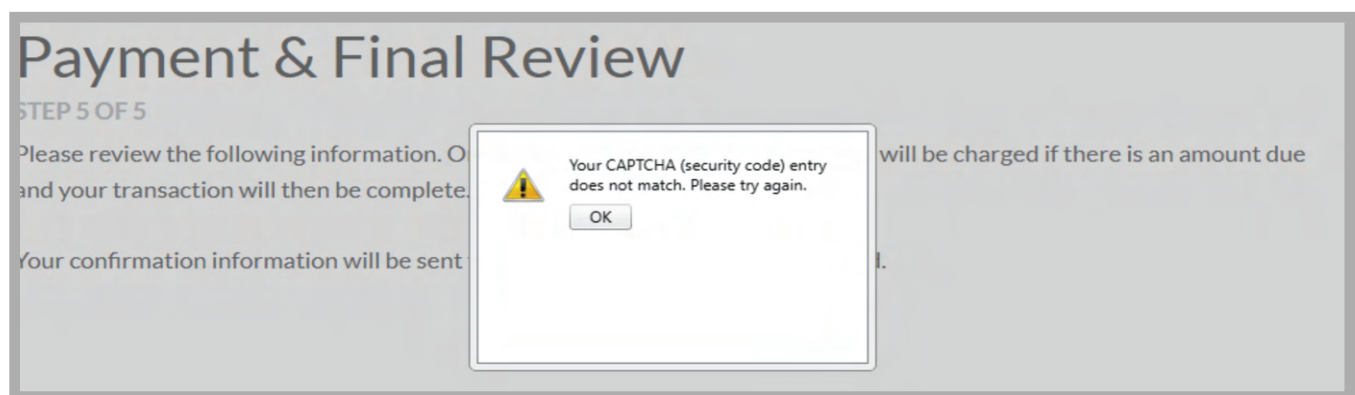 Payment & Final Review
STEP 5 OF 5
Please review the following information. O will be charged if there is an amount due
and your transaction will then be complete.
Your confirmation information will be sent
Your CAPTCHA (security code) entry
does not match. Please try again.
OK